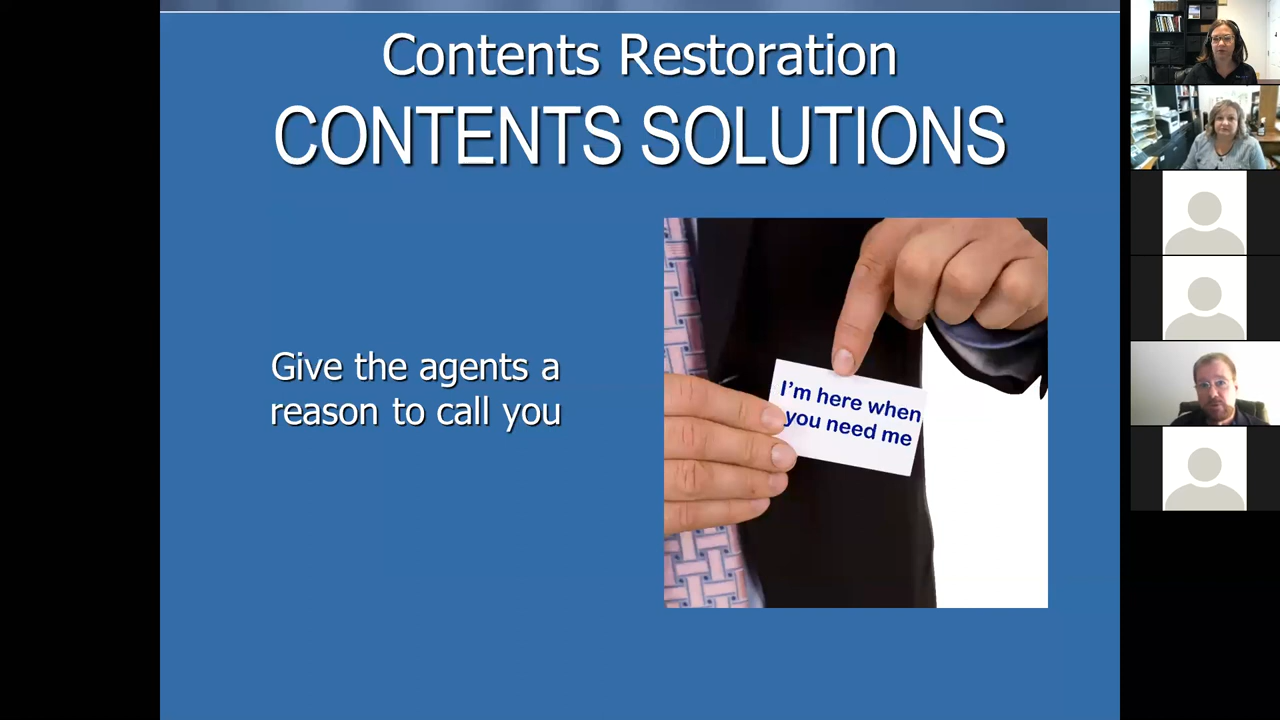 Contents Restoration
CONTENTS SOLUTIONS
Give the agents a
reason to call you
I'm here when
you need me